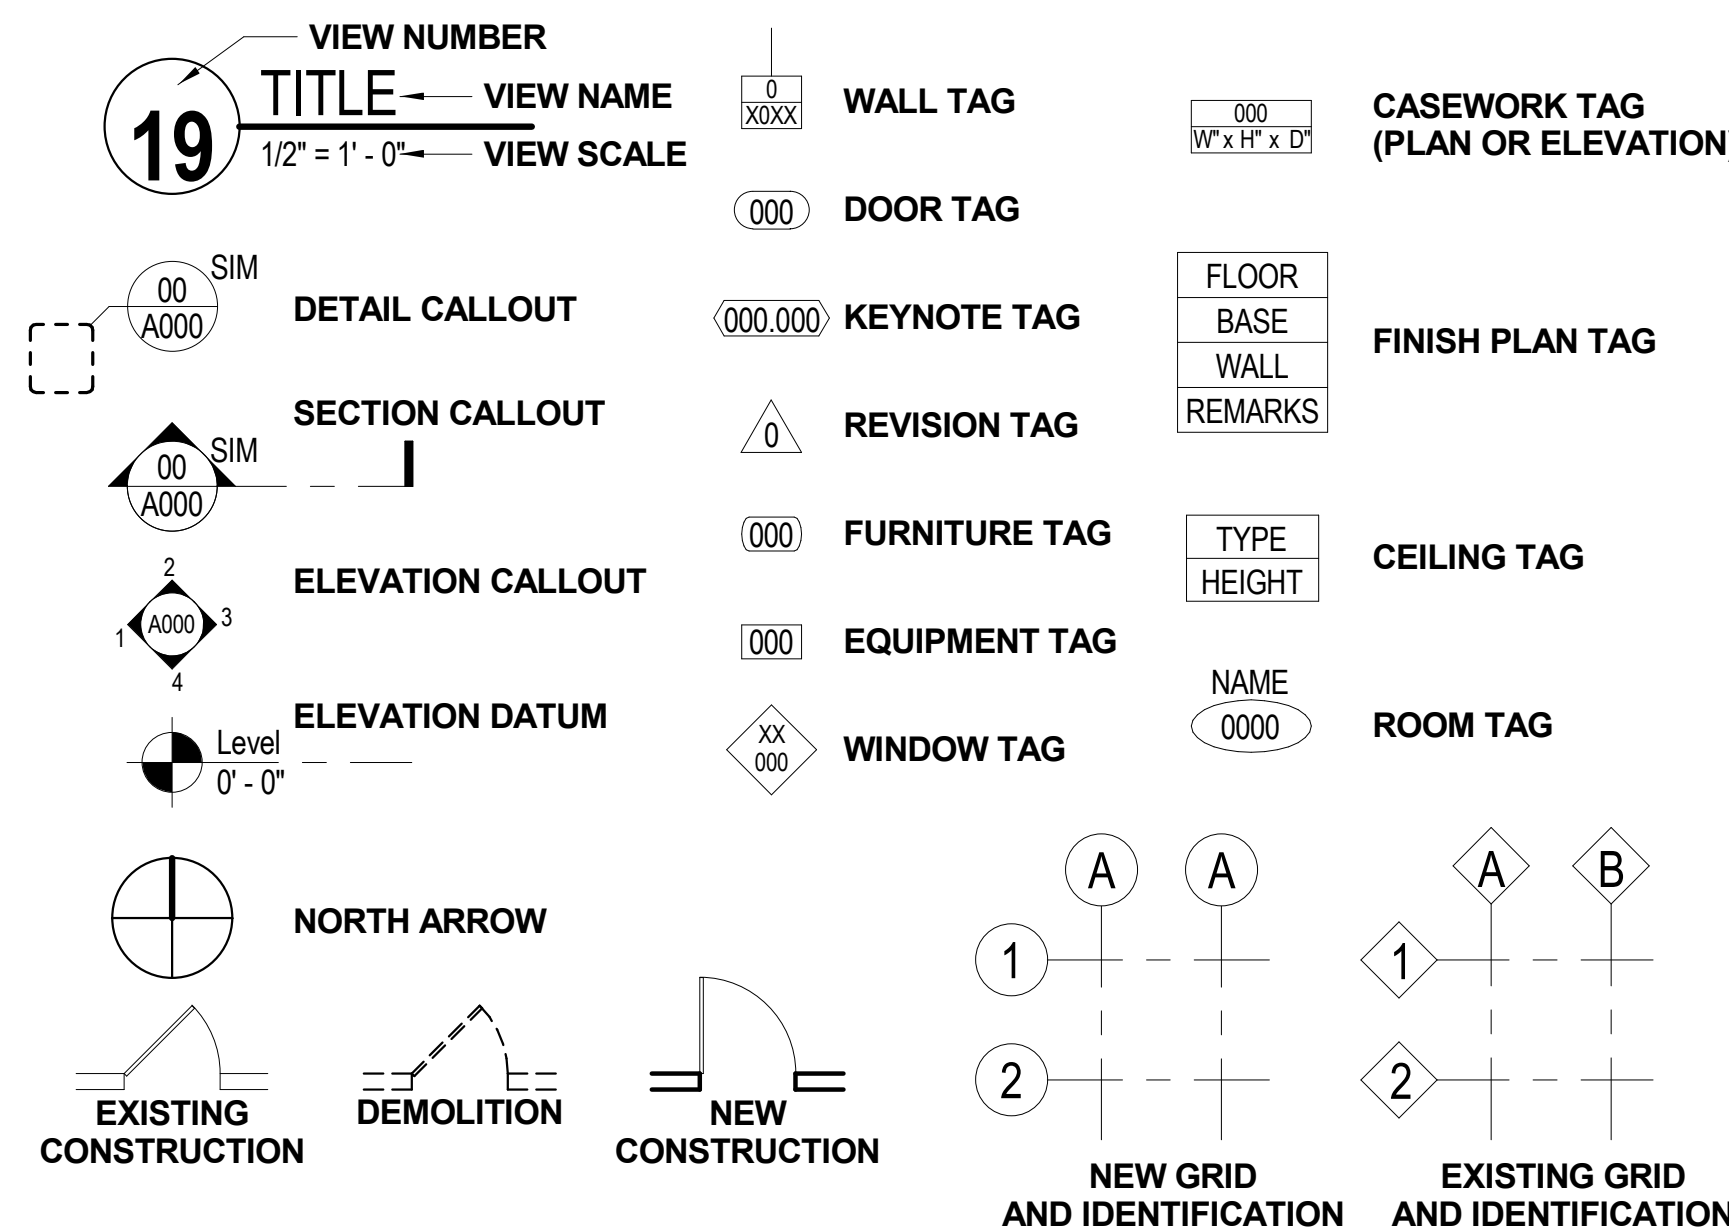 VIEW NUMBER
19
TITLE
VIEW NAME
1/2" = 1' - 0"
VIEW SCALE
00
A000
SIM
DETAIL CALLOUT
SECTION CALLOUT
00
A000
SIM
ELEVATION CALLOUT
2
1
A000
3
4
ELEVATION DATUM
Level
0' - 0"
NORTH ARROW
EXISTING
CONSTRUCTION
DEMOLITION
NEW
CONSTRUCTION
0
X0XX
WALL TAG
000
DOOR TAG
000.000
KEYNOTE TAG
0
REVISION TAG
000
FURNITURE TAG
000
EQUIPMENT TAG
XX
000
WINDOW TAG
000
W" x H" x D"
CASEWORK TAG
(PLAN OR ELEVATION)
FLOOR
BASE
WALL
REMARKS
FINISH PLAN TAG
TYPE
HEIGHT
CEILING TAG
NAME
0000
ROOM TAG
A A
1
2
NEW GRID
AND IDENTIFICATION
A B
1
2
EXISTING GRID
AND IDENTIFICATION